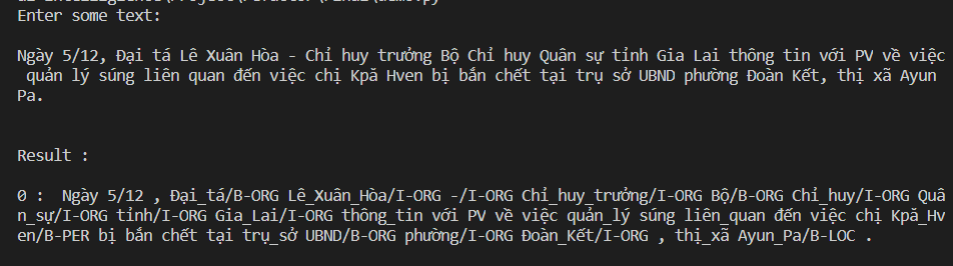 Enter some text:
Ngày 5/12, Đại tá Lê Xuân Hòa - Chỉ huy trưởng Bộ Chỉ huy Quân sự tỉnh Gia Lai thông tin với PV về việc
quản lý súng liên quan đến việc chị Kpă Hven bị bắn chết tại trụ sở UBND phường Đoàn Kết, thị xã Ayun
Pa.
Result :
0 :  Ngày 5/12 , Đại_tá/B-ORG Lê_Xuân_Hòa/I-ORG -/I-ORG Chỉ_huy_trưởng/I-ORG Bộ/B-ORG Chỉ_huy/I-ORG Quâ
n_sự/I-ORG tỉnh/I-ORG Gia_Lai/I-ORG thông_tin với PV về việc quản_lý súng liên_quan đến việc chị Kpă_Hv
en/B-PER bị bắn chết tại trụ_sở UBND/B-ORG phường/I-ORG Đoàn_Kết/I-ORG , thị_xã Ayun_Pa/B-LOC .